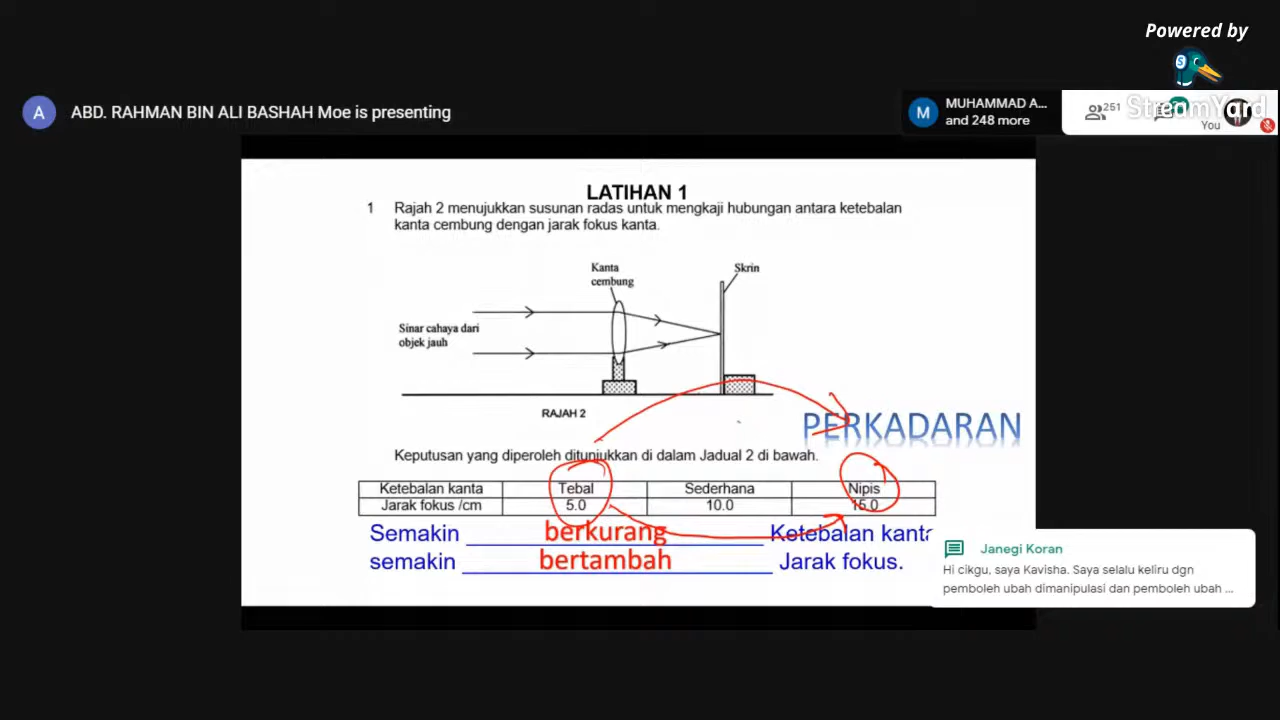 Powered by
S
StreamYard
A
ABD. RAHMAN BIN ALI BASHAH Moe is presenting
M
MUHAMMAD A...
and 248 more
251
You
LATIHAN 1
1 Rajah 2 menujukkan susunan radas untuk mengkaji hubungan antara ketebalan
kanta cembung dengan jarak fokus kanta.
Kanta
cembung
Skrin
Sinar cahaya dari
objek jauh
RAJAH 2
PERKADARAN
Keputusan yang diperoleh ditunjukkan di dalam Jadual 2 di bawah.
Ketebalan kanta Tebal Sederhana Nipis
Jarak fokus /cm 5.0 10.0 15.0
Semakin berkurang Ketebalan kanta
semakin bertambah Jarak fokus.
Janegi Koran
Hi cikgu, saya Kavisha. Saya selalu keliru dgn
pemboleh ubah dimanipulasi dan pemboleh ubah ...